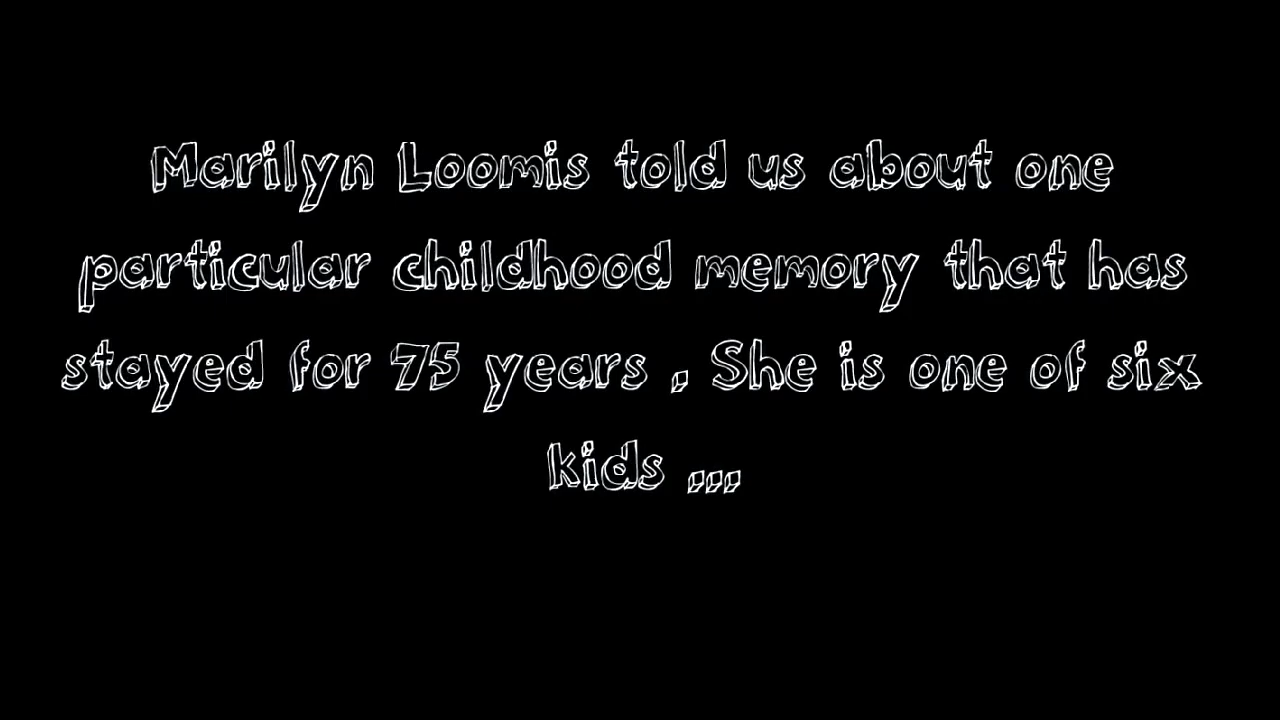 Marilyn Loomis told us about one
particular childhood memory that has
stayed for 75 years , She is one of six
kids ,,,